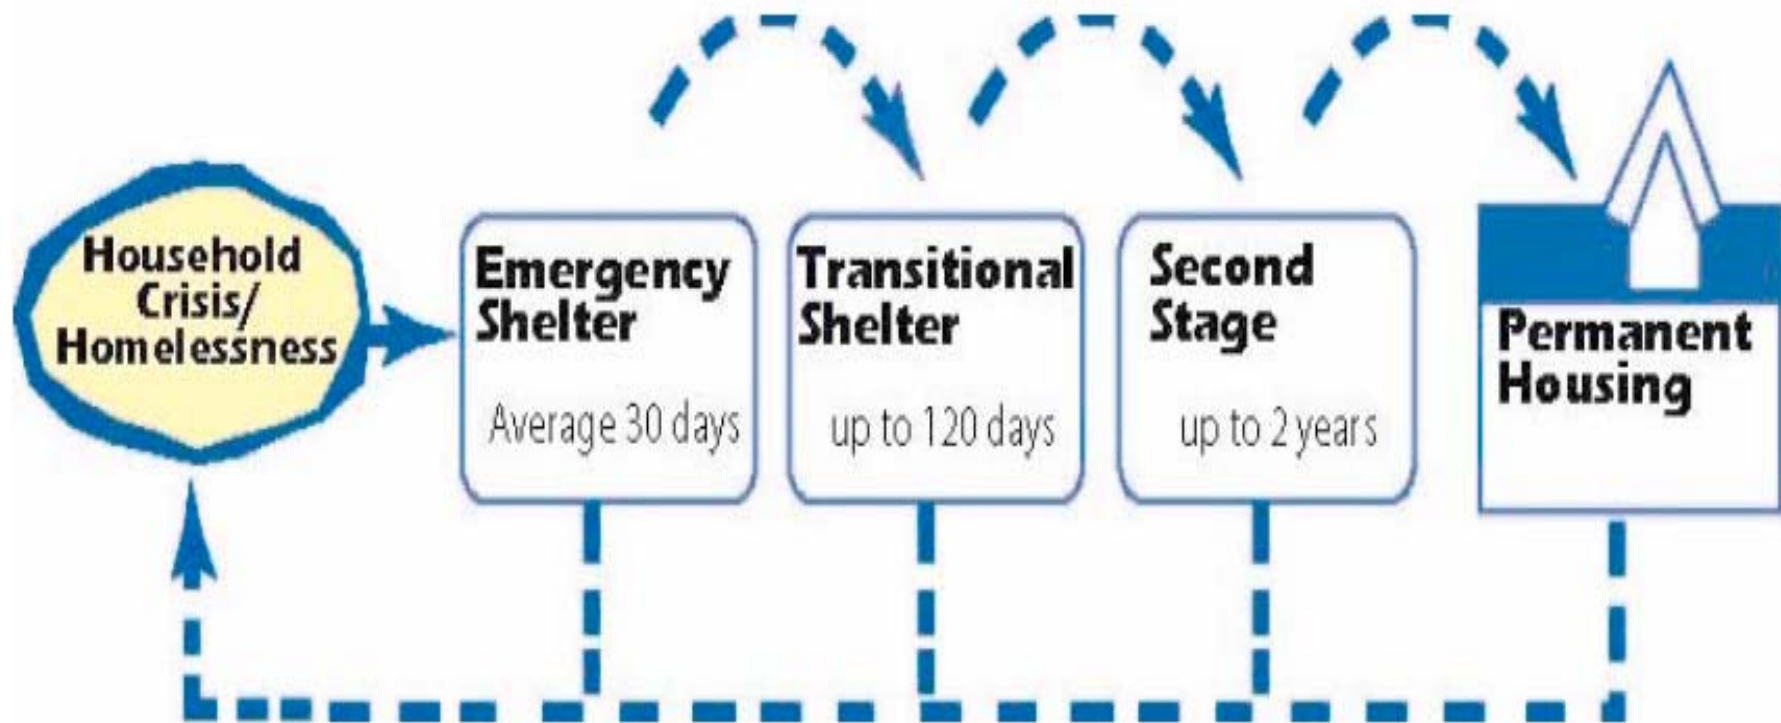 Household
Crisis/
Homelessness
Emergency
Shelter
Average 30 days
Transitional
Shelter
up to 120 days
Second
Stage
up to 2 years
Permanent
Housing